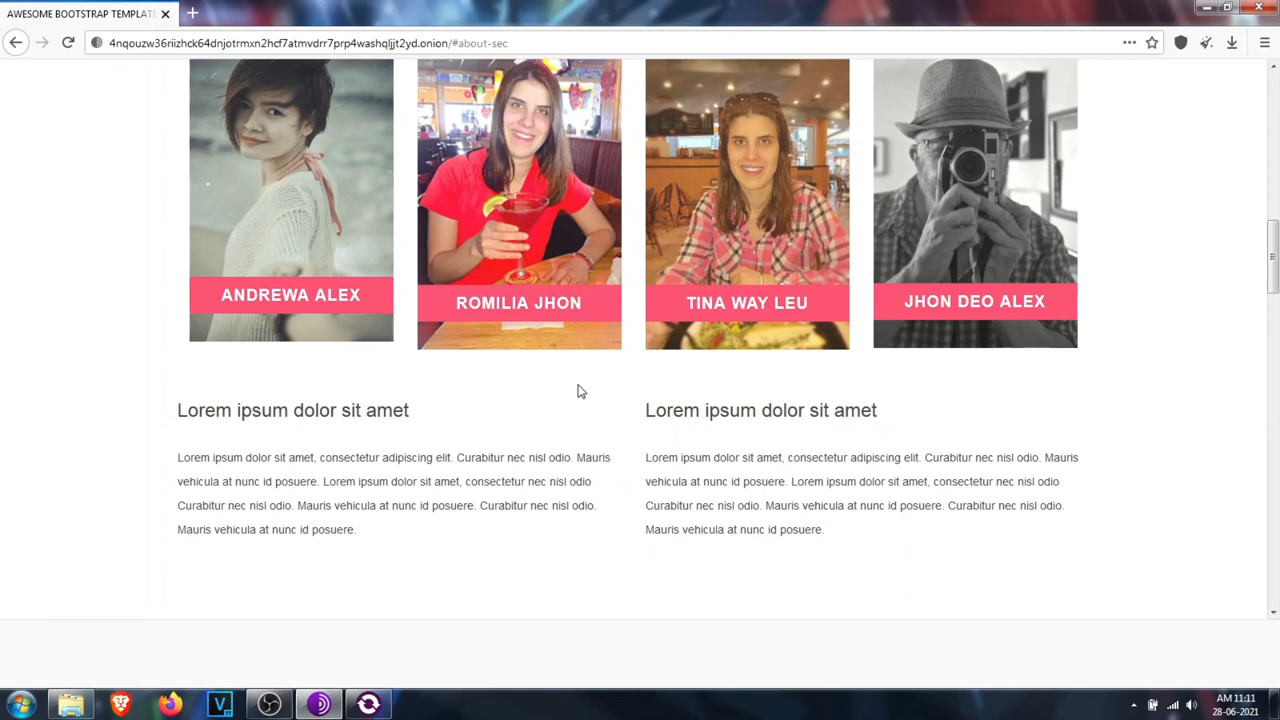 AWESOME BOOTSTRAP TEMPLATE
4nqouzw36riizhck64dnjotrmxn2hcf7atmvdrr7prp4washqljjt2yd.onion/#about-sec
ANDREWA ALEX
ROMILIA JHON
TINA WAY LEU
JHON DEO ALEX
Lorem ipsum dolor sit amet
Lorem ipsum dolor sit amet, consectetur adipiscing elit. Curabitur nec nisl odio. Mauris
vehicula at nunc id posuere. Lorem ipsum dolor sit amet, consectetur nec nisl odio
Curabitur nec nisl odio. Mauris vehicula at nunc id posuere. Curabitur nec nisl odio.
Mauris vehicula at nunc id posuere.
Lorem ipsum dolor sit amet
Lorem ipsum dolor sit amet, consectetur adipiscing elit. Curabitur nec nisl odio. Mauris
vehicula at nunc id posuere. Lorem ipsum dolor sit amet, consectetur nec nisl odio
Curabitur nec nisl odio. Mauris vehicula at nunc id posuere. Curabitur nec nisl odio.
Mauris vehicula at nunc id posuere.
AM 11:11
28-06-2021